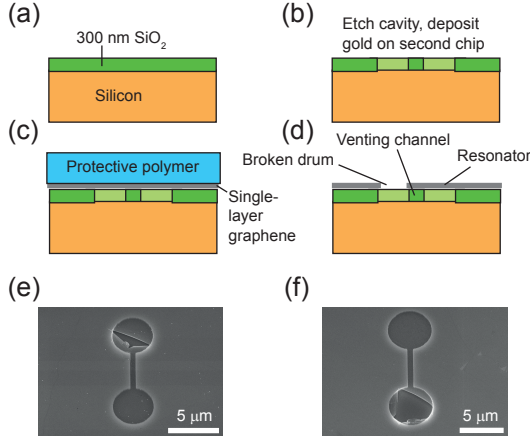 (a)
300 nm SiO₂
Silicon
(b)
Etch cavity, deposit
gold on second chip
(c)
Protective polymer
Single-
layer
graphene
(d)
Venting channel
Broken drum
Resonator
(e)
5 μm
(f)
5 μm